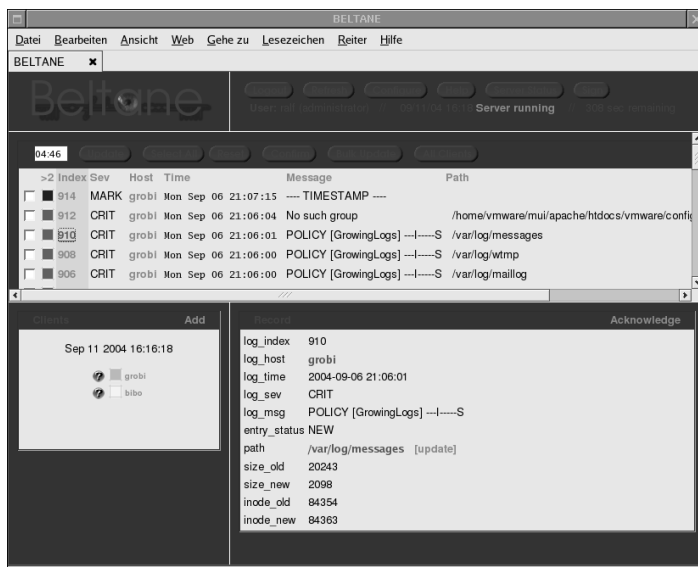 BELTANE
Datei Bearbeiten Ansicht Web Gehe zu Lesezeichen Reiter Hilfe
BELTANE
Beltane
User: (administrator) Server running sec remaining
04:46
>2 Index Sev Host Time Message Path
914 MARK grobi Mon Sep 06 21:07:15 ---- TIMESTAMP ----
912 CRIT grobi Mon Sep 06 21:06:04 No such group /home/vmware/mui/apache/htdocs/vmware/config
910 CRIT grobi Mon Sep 06 21:06:01 POLICY [GrowingLogs] ---I-----S /var/log/messages
908 CRIT grobi Mon Sep 06 21:06:00 POLICY [GrowingLogs] ---I-----S /var/log/wtmp
906 CRIT grobi Mon Sep 06 21:06:00 POLICY [GrowingLogs] ---I-----S /var/log/maillog
Clients Add
Sep 11 2004 16:16:18
grobi
bibo
Record Acknowledge
log_index 910
log_host grobi
log_time 2004-09-06 21:06:01
log_sev CRIT
log_msg POLICY [GrowingLogs] ---I-----S
entry_status NEW
path /var/log/messages [update]
size_old 20243
size_new 2098
inode_old 84354
inode_new 84363